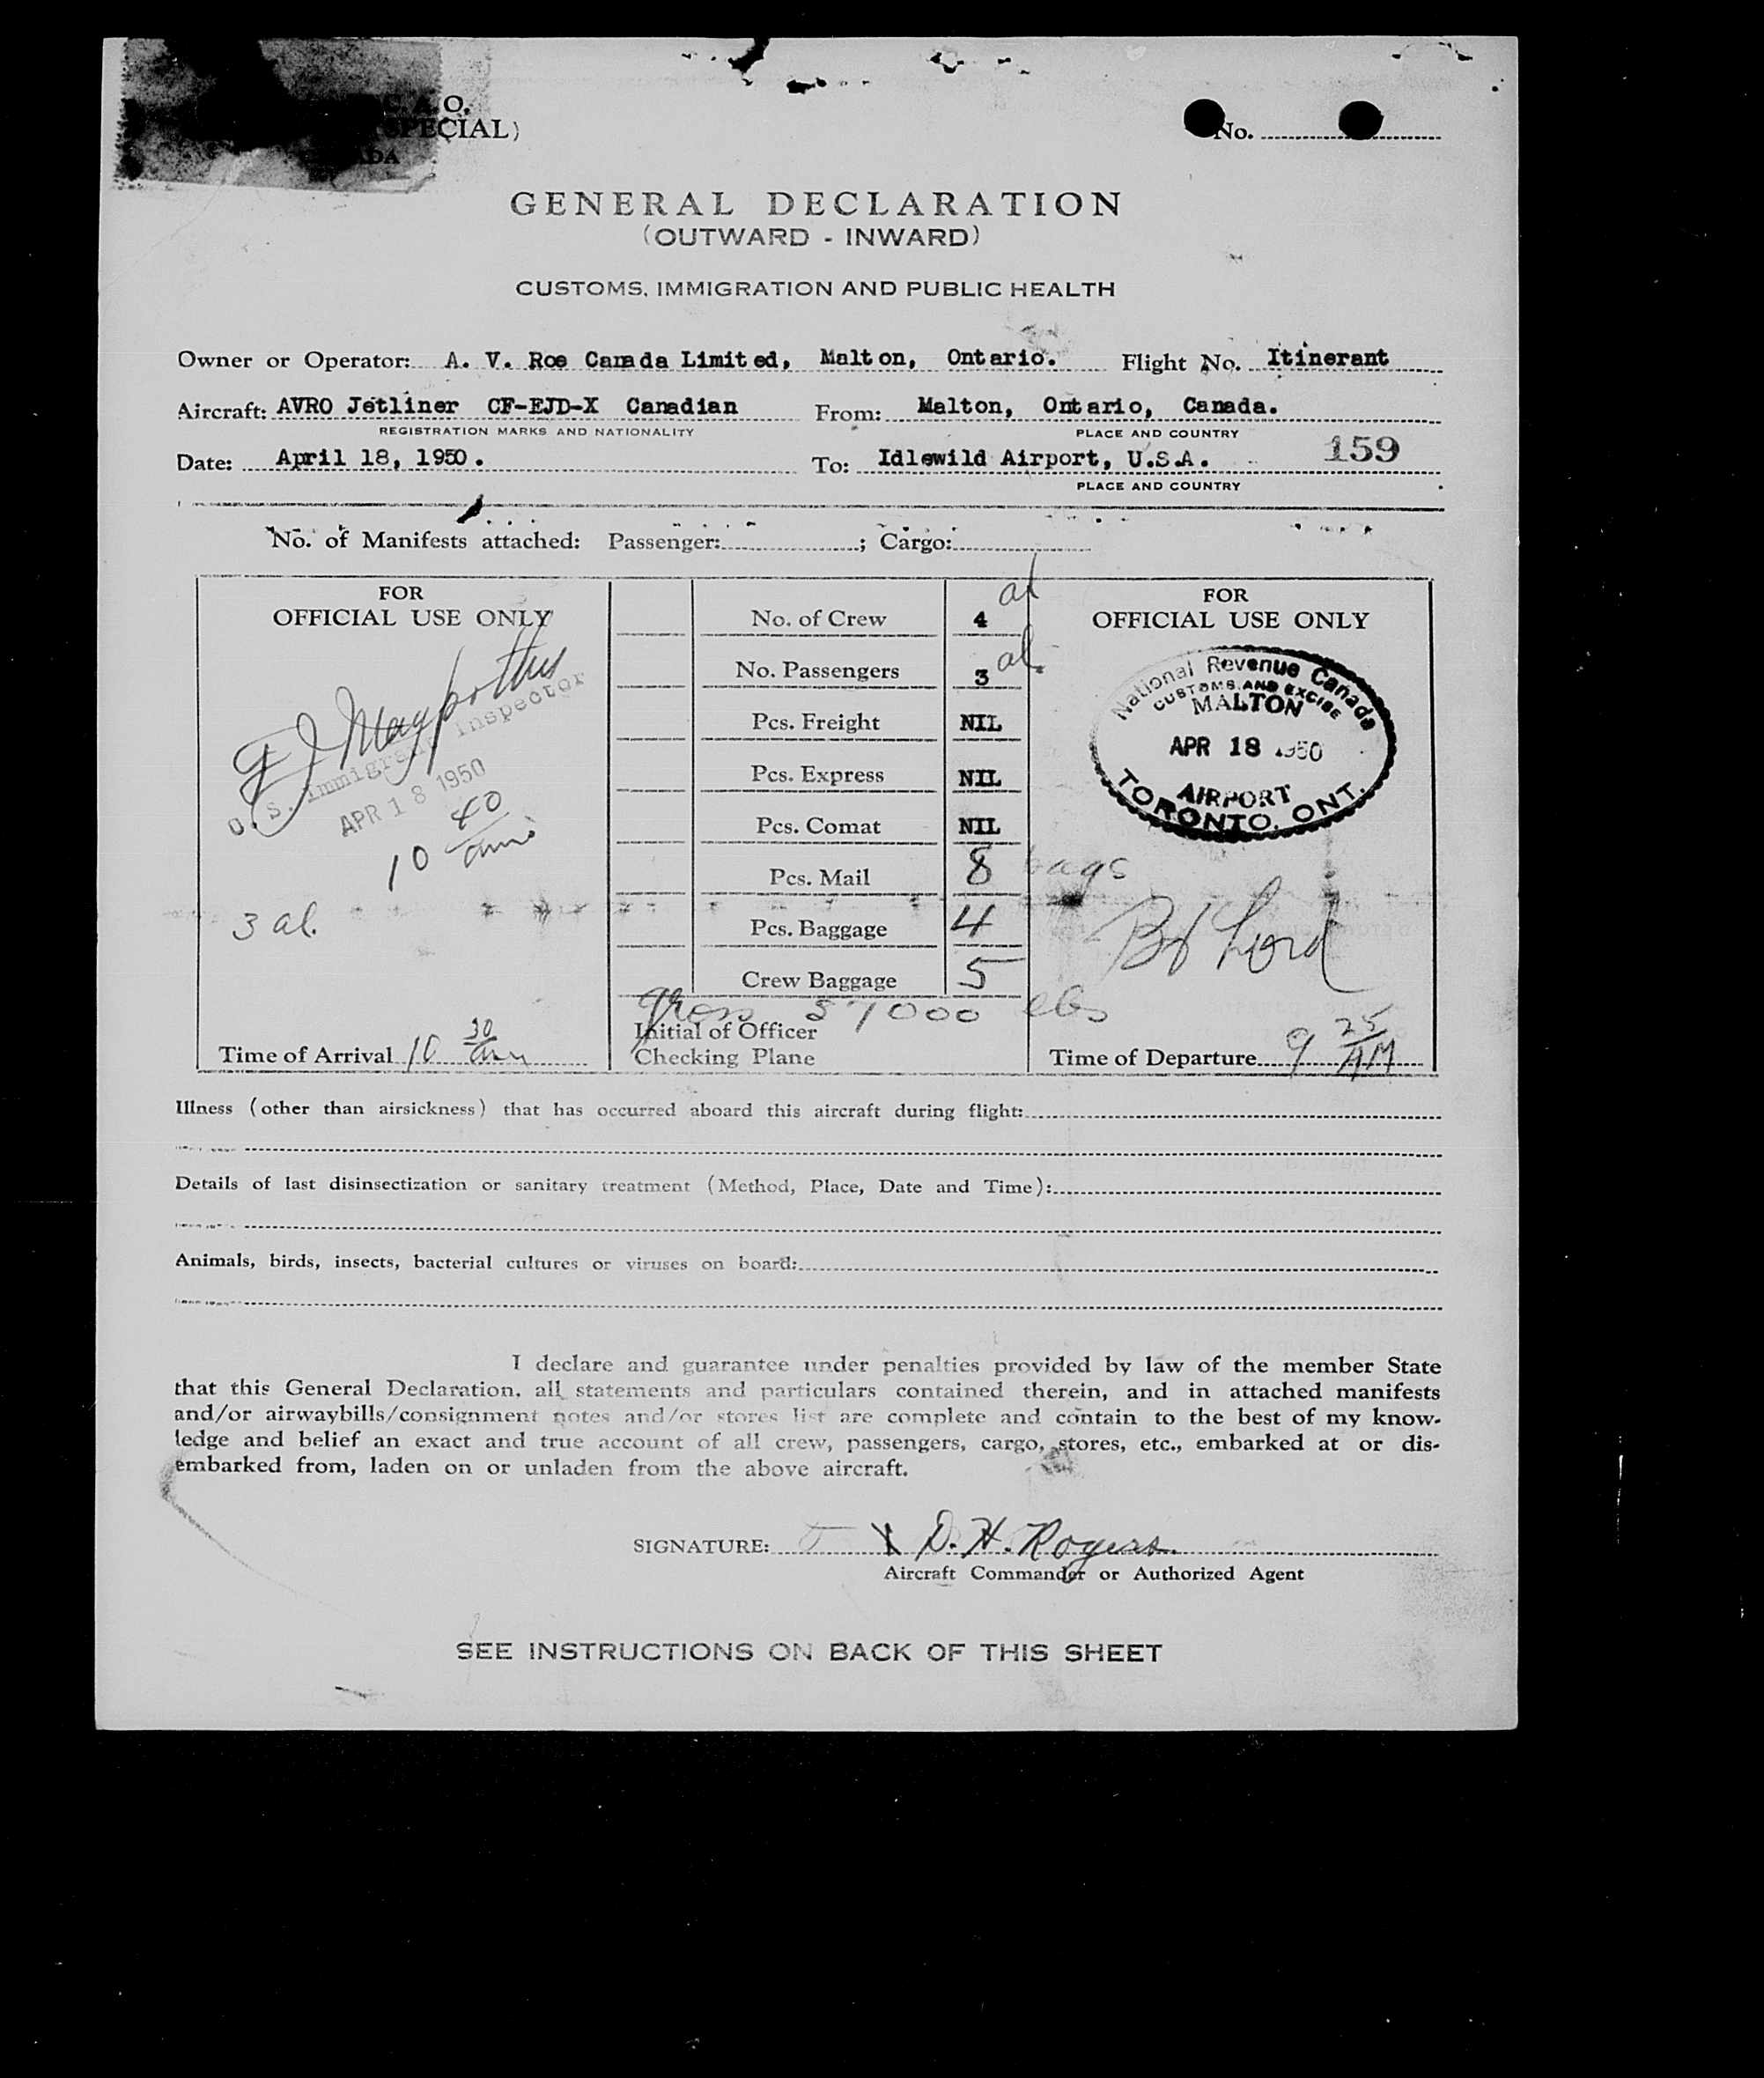 C.A.O.
SPECIAL)
ADA
No.
GENERAL DECLARATION
(OUTWARD - INWARD)
CUSTOMS, IMMIGRATION AND PUBLIC HEALTH
Owner or Operator: A. V. Roe Canada Limited, Malton, Ontario. Flight No. Itinerant
Aircraft: AVRO Jetliner CF-EJD-X Canadian From: Malton, Ontario, Canada.
REGISTRATION MARKS AND NATIONALITY PLACE AND COUNTRY
159
Date: April 18, 1950. To: Idlewild Airport, U.S.A.
PLACE AND COUNTRY
No. of Manifests attached: Passenger: ; Cargo:
FOR
OFFICIAL USE ONLY
U.S. Immigrant Inspector
APR 18 1950
10 40 am
3 al.
Time of Arrival 10 30 am
No. of Crew 4 al
No. Passengers 3 al.
Pcs. Freight NIL
Pcs. Express NIL
Pcs. Comat NIL
Pcs. Mail 8 bags
Pcs. Baggage 4
Crew Baggage 5
gross 57000 lbs
Initial of Officer
Checking Plane
FOR
OFFICIAL USE ONLY
National Revenue Canada
CUSTOMS AND EXCISE
MALTON
APR 18 1950
AIRPORT
TORONTO, ONT.
Time of Departure 9 25 AM
Illness (other than airsickness) that has occurred aboard this aircraft during flight:
Details of last disinsectization or sanitary treatment (Method, Place, Date and Time):
Animals, birds, insects, bacterial cultures or viruses on board:
I declare and guarantee under penalties provided by law of the member State
that this General Declaration, all statements and particulars contained therein, and in attached manifests
and/or airwaybills/consignment notes and/or stores list are complete and contain to the best of my know-
ledge and belief an exact and true account of all crew, passengers, cargo, stores, etc., embarked at or dis-
embarked from, laden on or unladen from the above aircraft.
SIGNATURE: X D. H. Rogers
Aircraft Commander or Authorized Agent
SEE INSTRUCTIONS ON BACK OF THIS SHEET